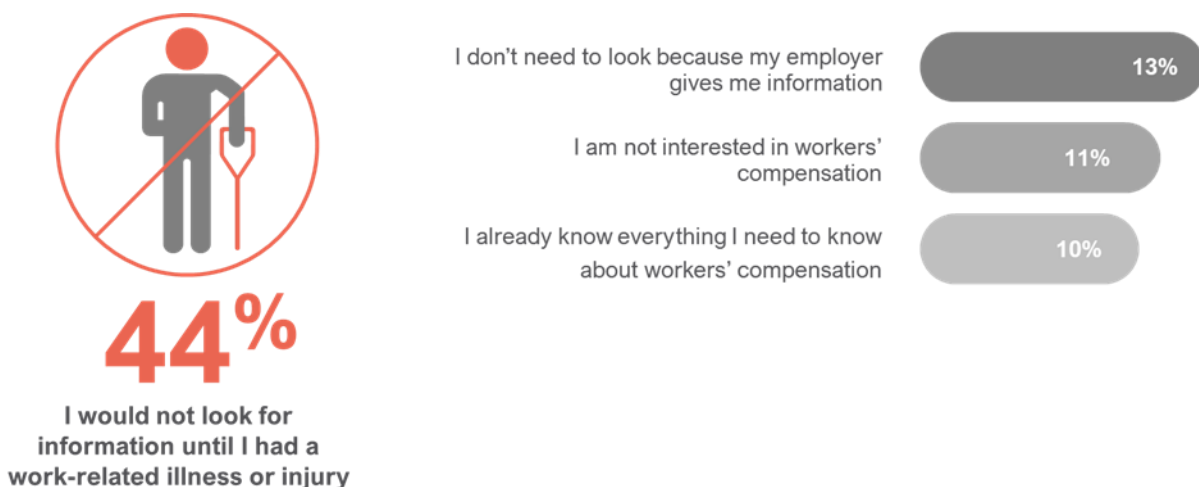 44%
I would not look for
information until I had a
work-related illness or injury
I don’t need to look because my employer
gives me information
13%
I am not interested in workers’
compensation
11%
I already know everything I need to know
about workers’ compensation
10%